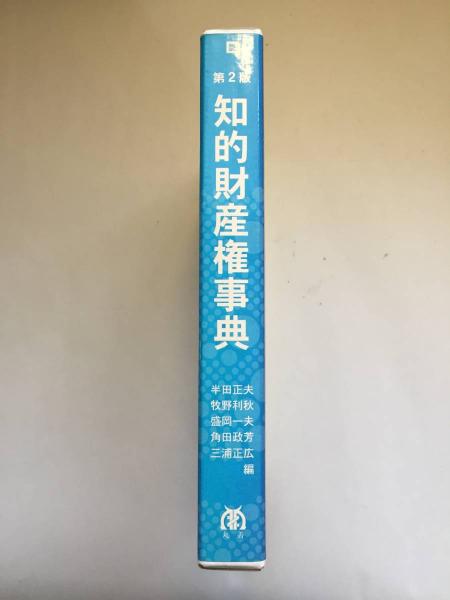 第2版
知的財産権事典
半田正夫
牧野利秋
盛岡一夫
角田政芳
三浦正広
編